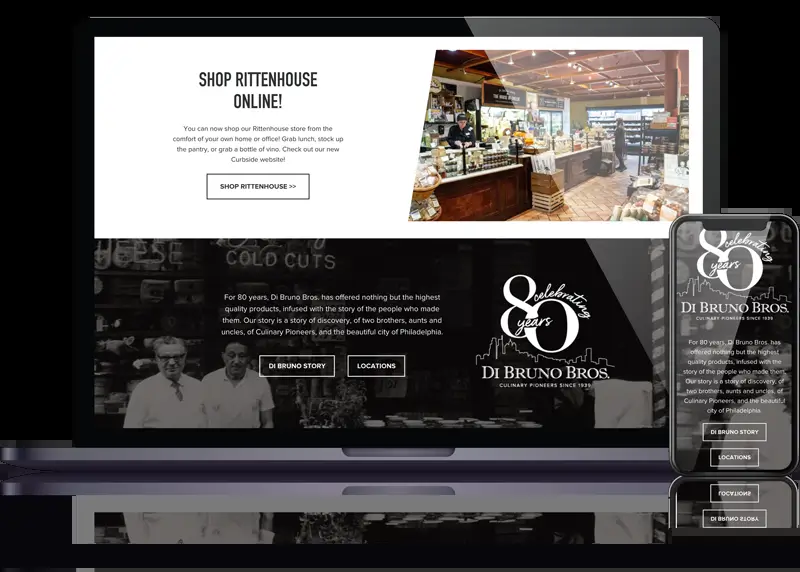 SHOP RITTENHOUSE
ONLINE!
You can now shop our Rittenhouse store from the
comfort of your own home or office! Grab lunch, stock up
the pantry, or grab a bottle of vino. Check out our new
Curbside website!
SHOP RITTENHOUSE >>
COLD CUTS
For 80 years, Di Bruno Bros. has offered nothing but the highest
quality products, infused with the story of the people who made
them. Our story is a story of discovery, of two brothers, aunts and
uncles, of Culinary Pioneers, and the beautiful city of Philadelphia.
DI BRUNO STORY
LOCATIONS
80 celebrating
years
DI BRUNO BROS.
CULINARY PIONEERS SINCE 1939
80 celebrating
years
DI BRUNO BROS.
CULINARY PIONEERS SINCE 1939
For 80 years, Di Bruno Bros. has
offered nothing but the highest
quality products, infused with the
story of the people who made them.
Our story is a story of discovery, of
two brothers, aunts and uncles, of
Culinary Pioneers, and the beautiful
city of Philadelphia.
DI BRUNO STORY
LOCATIONS
LOCATIONS
DI BRUNO STORY